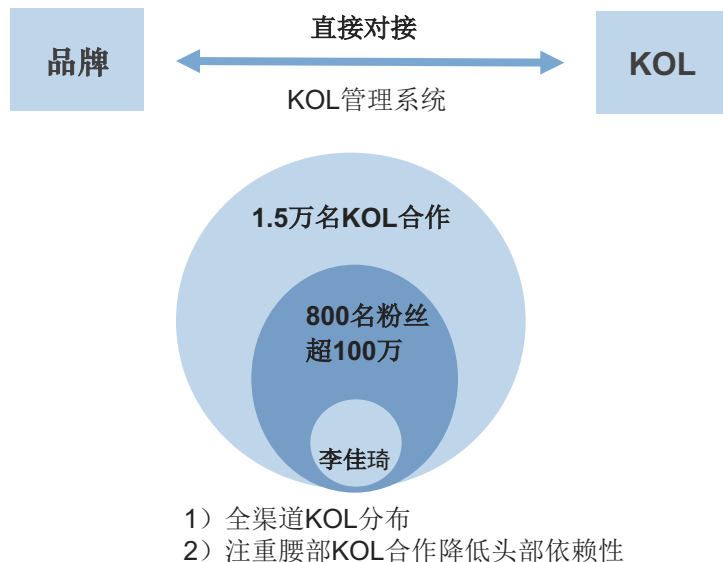 品牌
直接对接
KOL
KOL管理系统
1.5万名KOL合作
800名粉丝
超100万
李佳琦
1）全渠道KOL分布
2）注重腰部KOL合作降低头部依赖性